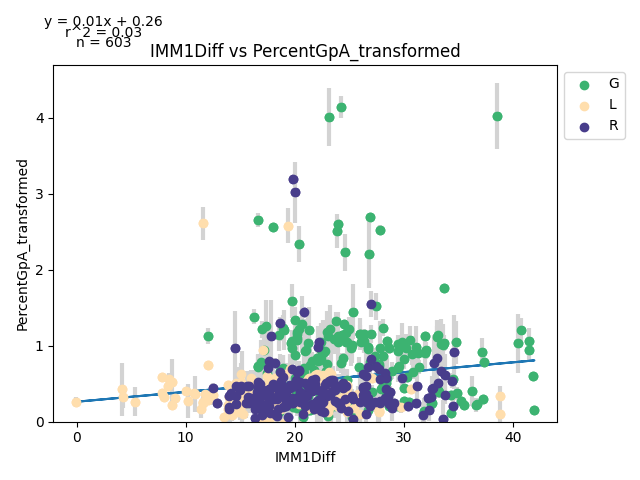 y = 0.01x + 0.26
r^2 = 0.03
n = 603
IMM1Diff vs PercentGpA_transformed
G
L
R
PercentGpA_transformed
4
3
2
1
0
0 10 20 30 40
IMM1Diff